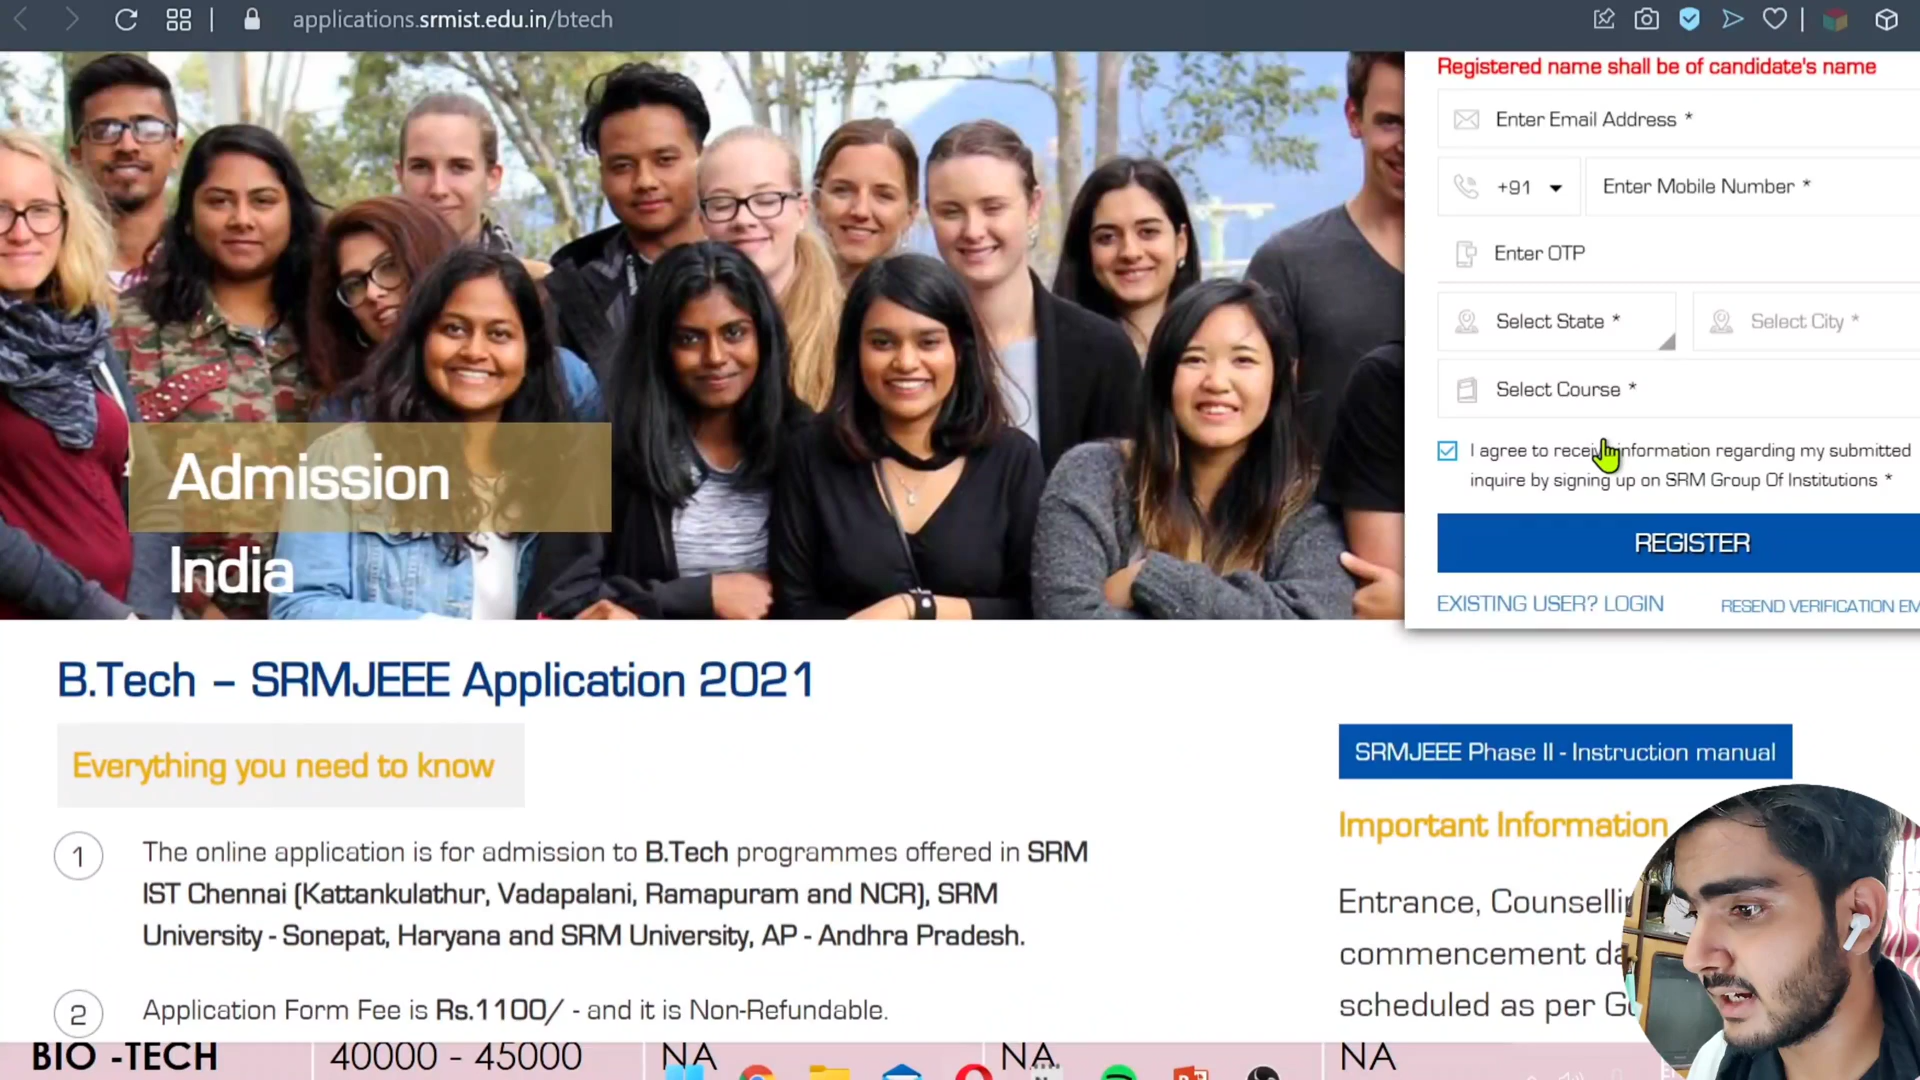 applications.srmist.edu.in/btech
Registered name shall be of candidate's name
Enter Email Address *
+91
Enter Mobile Number *
Enter OTP
Select State *
Select City *
Select Course *
I agree to receive information regarding my submitted
inquire by signing up on SRM Group Of Institutions *
REGISTER
EXISTING USER? LOGIN
RESEND VERIFICATION
Admission
India
B.Tech – SRMJEEE Application 2021
Everything you need to know
1 The online application is for admission to B.Tech programmes offered in SRM
IST Chennai (Kattankulathur, Vadapalani, Ramapuram and NCR), SRM
University - Sonepat, Haryana and SRM University, AP - Andhra Pradesh.
2 Application Form Fee is Rs.1100/ - and it is Non-Refundable.
SRMJEEE Phase II - Instruction manual
Important Information
Entrance,
commencement
scheduled as per
BIO -TECH 40000 - 45000 NA NA NA